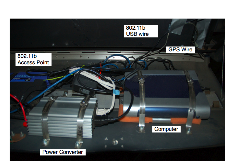 802.11b
USB wire
GPS Wire
802.11b
Access Point
Computer
Power Converter